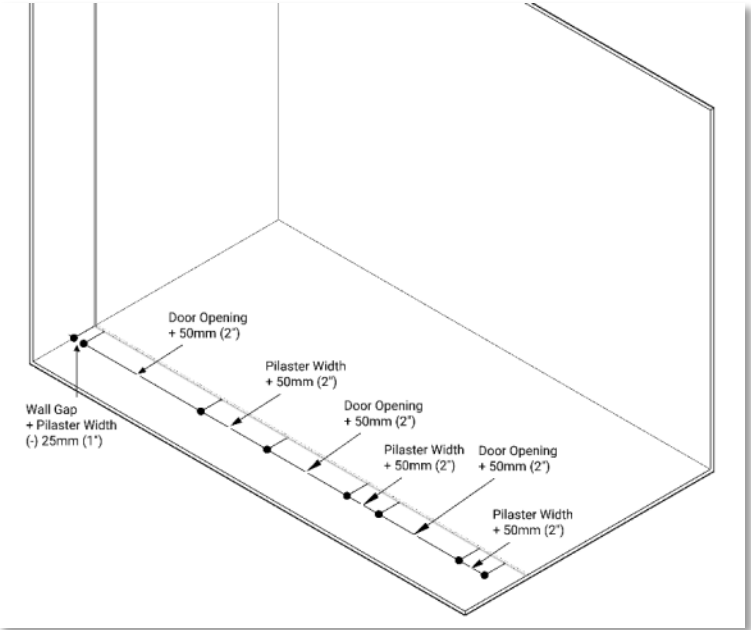 Door Opening
+ 50mm (2")
Pilaster Width
+ 50mm (2")
Door Opening
+ 50mm (2")
Wall Gap
+ Pilaster Width
(-) 25mm (1")
Pilaster Width
+ 50mm (2")
Door Opening
+ 50mm (2")
Pilaster Width
+ 50mm (2")